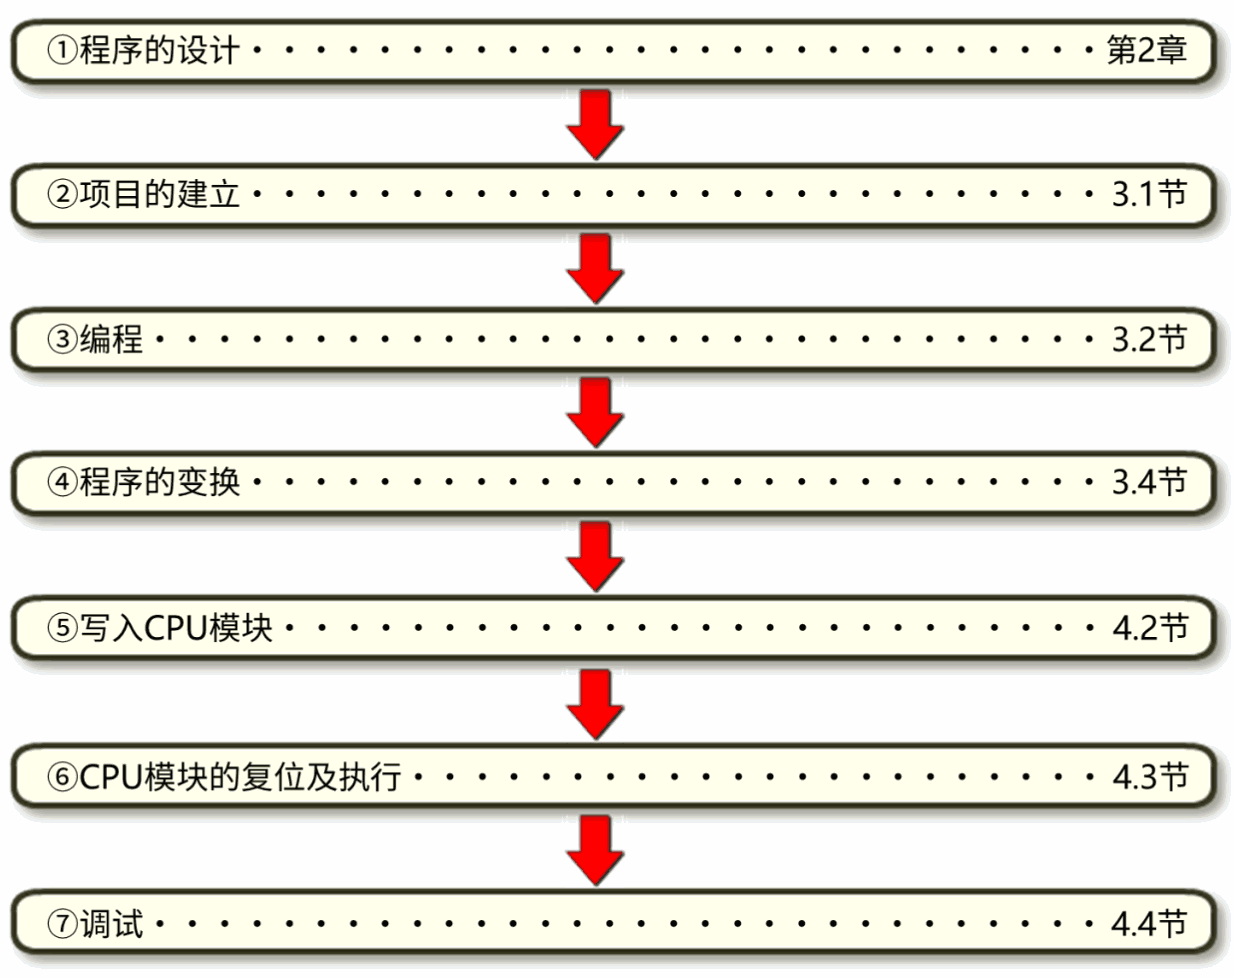 ①程序的设计··························第2章
②项目的建立··························3.1节
③编程·····························3.2节
④程序的变换··························3.4节
⑤写入CPU模块·························4.2节
⑥CPU模块的复位及执行·····················4.3节
⑦调试·····························4.4节